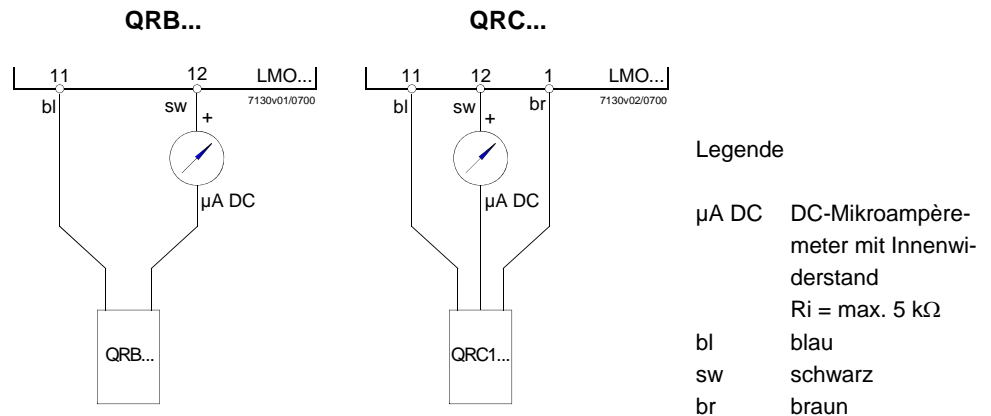 QRB...
11 12 LMO...
bl sw + 7130v01/0700
µA DC
QRB...
QRC...
11 12 1 LMO...
bl sw + br 7130v02/0700
µA DC
QRC1...
Legende
µA DC DC-Mikroampère-
meter mit Innenwi-
derstand
Ri = max. 5 kΩ
bl blau
sw schwarz
br braun